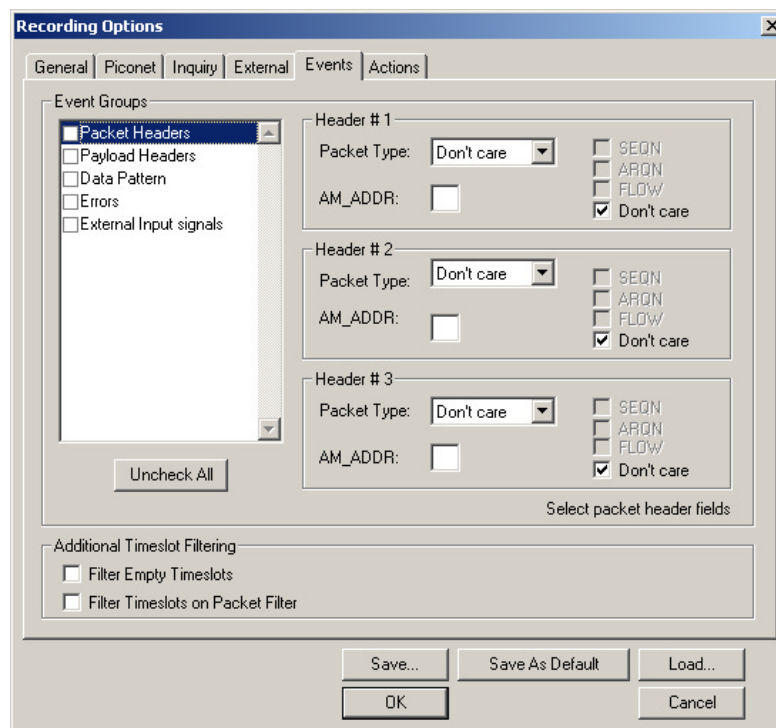 Recording Options
General Piconet Inquiry External Events Actions
Event Groups
Packet Headers
Payload Headers
Data Pattern
Errors
External Input signals
Uncheck All
Header # 1
Packet Type: Don't care
AM_ADDR:
SEQN
ARQN
FLOW
Don't care
Header # 2
Packet Type: Don't care
AM_ADDR:
SEQN
ARQN
FLOW
Don't care
Header # 3
Packet Type: Don't care
AM_ADDR:
SEQN
ARQN
FLOW
Don't care
Select packet header fields
Additional Timeslot Filtering
Filter Empty Timeslots
Filter Timeslots on Packet Filter
Save... Save As Default Load...
OK Cancel